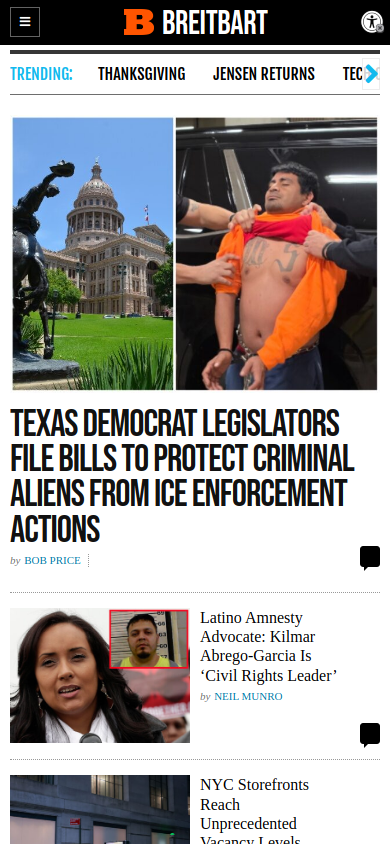 BREITBART
TRENDING:
THANKSGIVING
JENSEN RETURNS
TEC
TEXAS DEMOCRAT LEGISLATORS
FILE BILLS TO PROTECT CRIMINAL
ALIENS FROM ICE ENFORCEMENT
ACTIONS
by BOB PRICE
Latino Amnesty
Advocate: Kilmar
Abrego-Garcia Is
‘Civil Rights Leader’
by NEIL MUNRO
NYC Storefronts
Reach
Unprecedented
Vacancy Levels